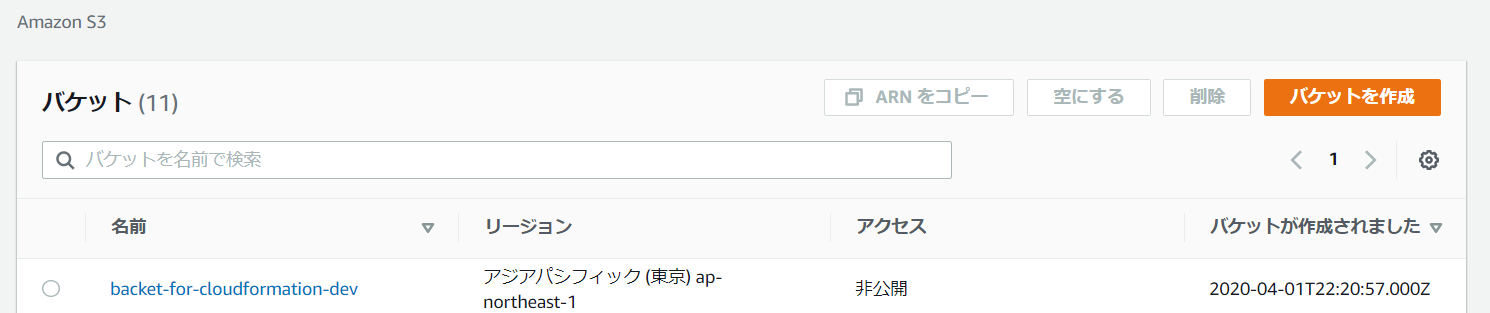 Amazon S3
バケット (11)
ARN をコピー
空にする
削除
バケットを作成
バケットを名前で検索
1
名前
リージョン
アクセス
バケットが作成されました
backet-for-cloudformation-dev
アジアパシフィック (東京) ap-
northeast-1
非公開
2020-04-01T22:20:57.000Z